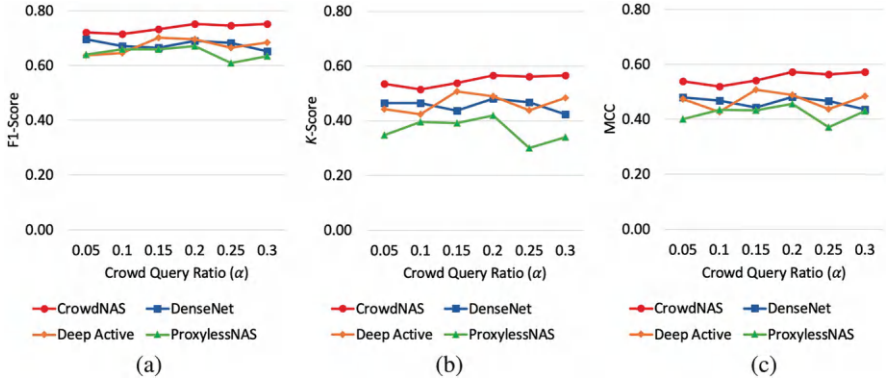 0.80
0.60
0.40
0.20
0.00
F1-Score
0.05 0.1 0.15 0.2 0.25 0.3
Crowd Query Ratio (α)
CrowdNAS DenseNet
Deep Active ProxylessNAS
(a)
0.80
0.60
0.40
0.20
0.00
K-Score
0.05 0.1 0.15 0.2 0.25 0.3
Crowd Query Ratio (α)
CrowdNAS DenseNet
Deep Active ProxylessNAS
(b)
0.80
0.60
0.40
0.20
0.00
MCC
0.05 0.1 0.15 0.2 0.25 0.3
Crowd Query Ratio (α)
CrowdNAS DenseNet
Deep Active ProxylessNAS
(c)